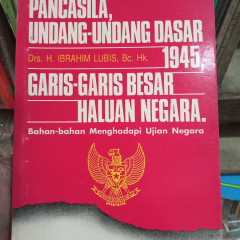 PANCASILA,
UNDANG-UNDANG DASAR
1945,
Drs. H. IBRAHIM LUBIS, Bc. Hk.
GARIS-GARIS BESAR
HALUAN NEGARA.
Bahan-bahan Menghadapi Ujian Negara